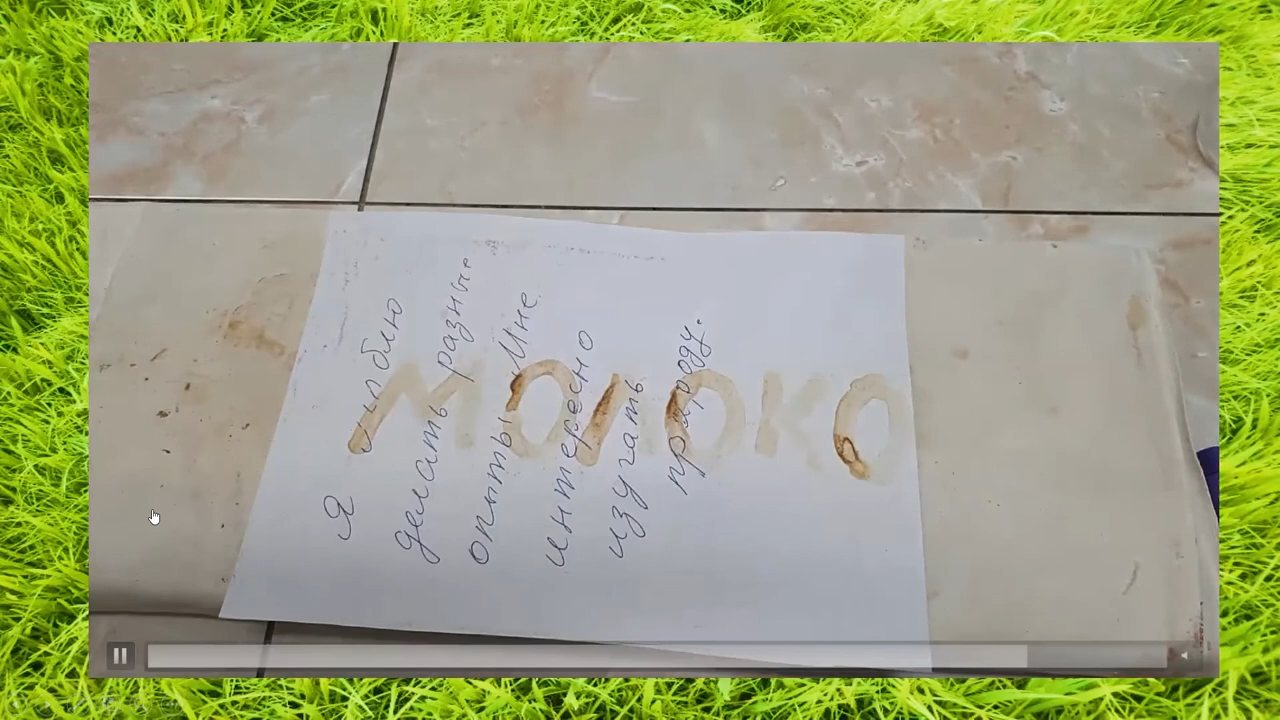 Я люблю
делать разные
опыты. Мне
интересно
изучать
природу.
МОЛОКО